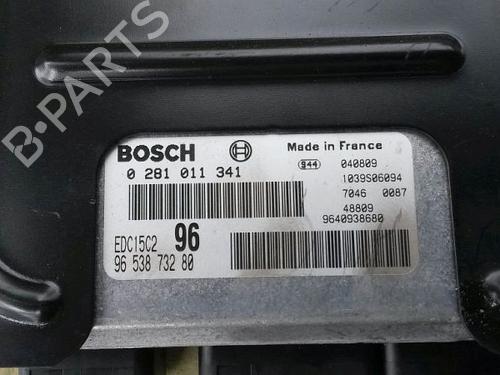 B-PARTS
BOSCH
Made in France
0 281 011 341
944 040809
1039S06094
7046 0087
48809
9640938680
EDC15C2 96
96 538 732 80